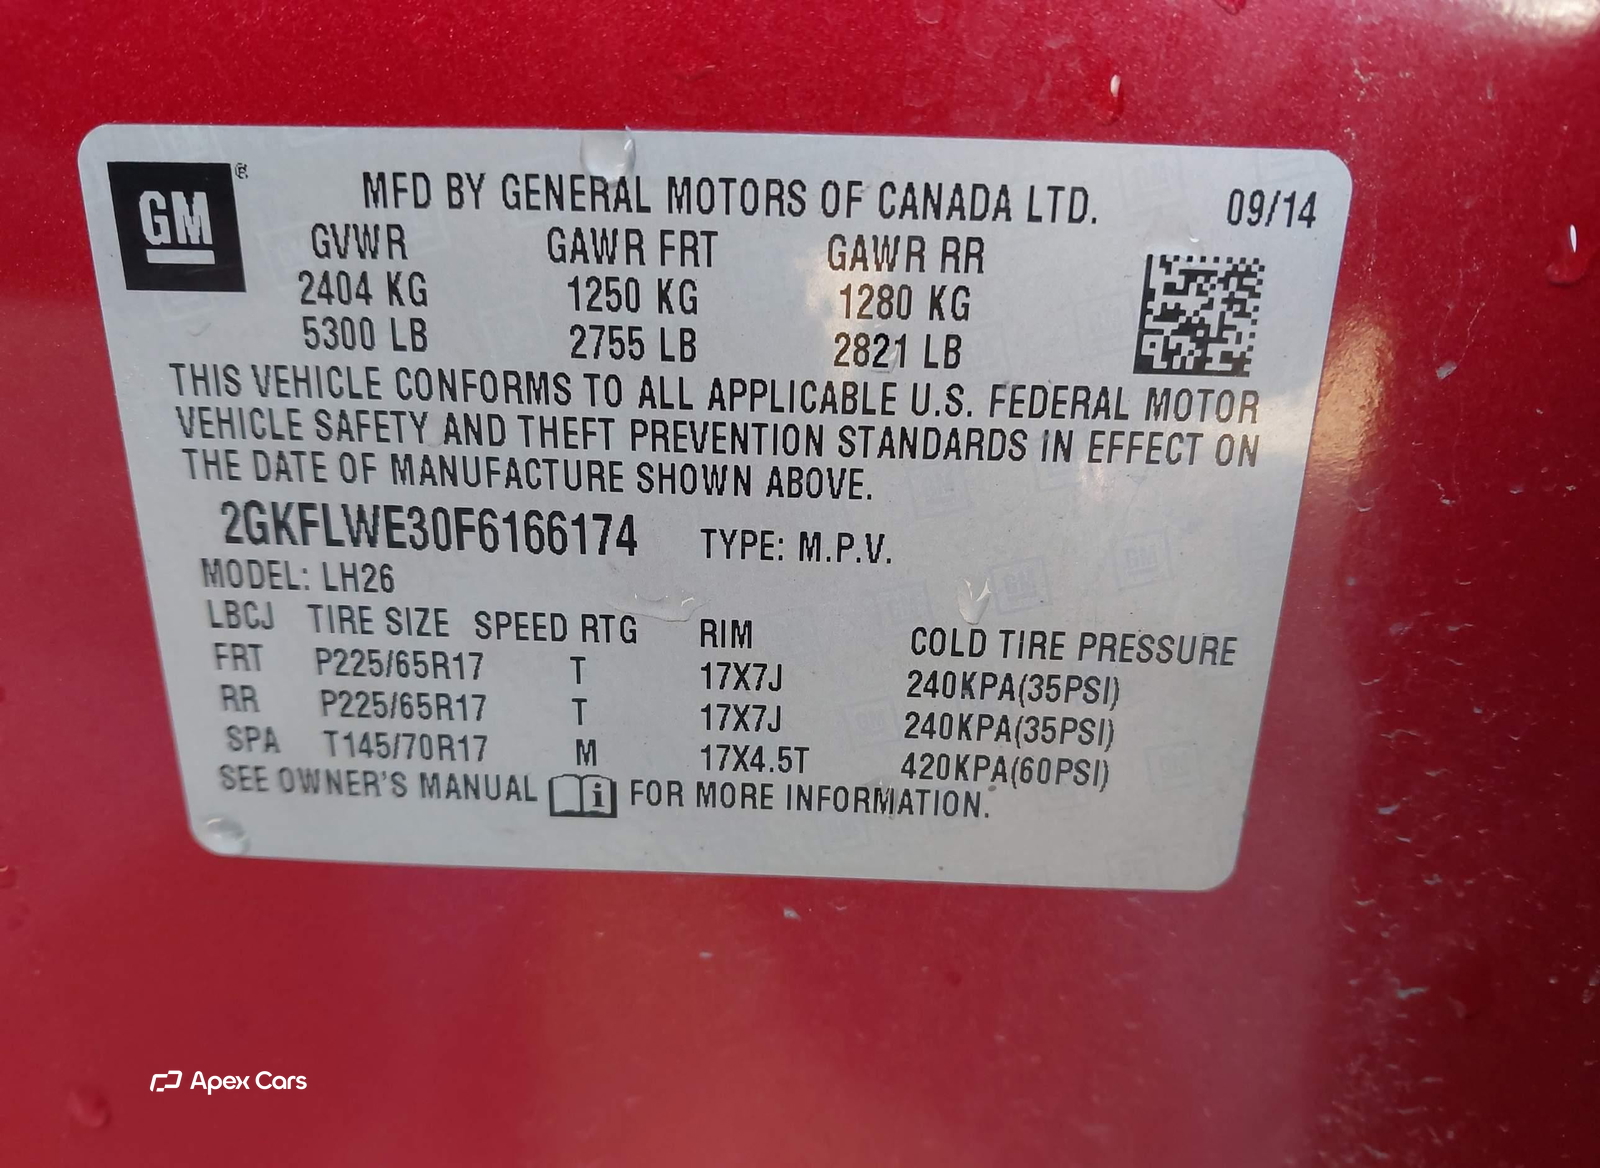 GM ®
MFD BY GENERAL MOTORS OF CANADA LTD. 09/14
GVWR GAWR FRT GAWR RR
2404 KG 1250 KG 1280 KG
5300 LB 2755 LB 2821 LB
THIS VEHICLE CONFORMS TO ALL APPLICABLE U.S. FEDERAL MOTOR
VEHICLE SAFETY AND THEFT PREVENTION STANDARDS IN EFFECT ON
THE DATE OF MANUFACTURE SHOWN ABOVE.
2GKFLWE30F6166174 TYPE: M.P.V.
MODEL: LH26
LBCJ TIRE SIZE SPEED RTG RIM COLD TIRE PRESSURE
FRT P225/65R17 T 17X7J 240KPA(35PSI)
RR P225/65R17 T 17X7J 240KPA(35PSI)
SPA T145/70R17 M 17X4.5T 420KPA(60PSI)
SEE OWNER'S MANUAL i FOR MORE INFORMATION.
Apex Cars